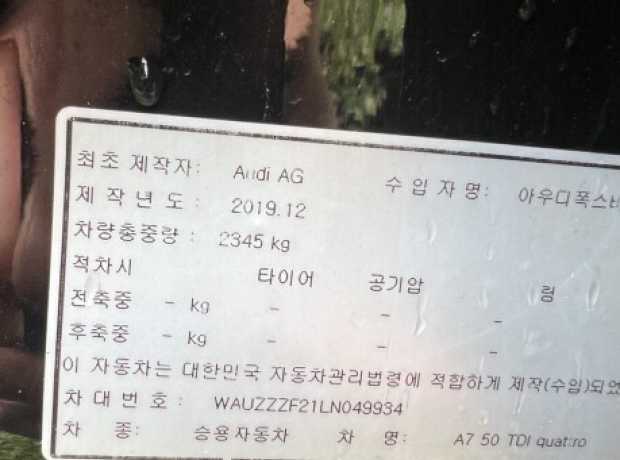 최초 제작자: Audi AG 수입자명: 아우디폭스바
제작년도: 2019.12
차량총중량: 2345 kg
적차시 타이어 공기압 림
전축중 - kg - - -
후축중 - kg - - -
이 자동차는 대한민국 자동차관리법령에 적합하게 제작(수입)되었
차대번호: WAUZZZF21LN049934
차 종: 승용자동차 차 명: A7 50 TDI quattro